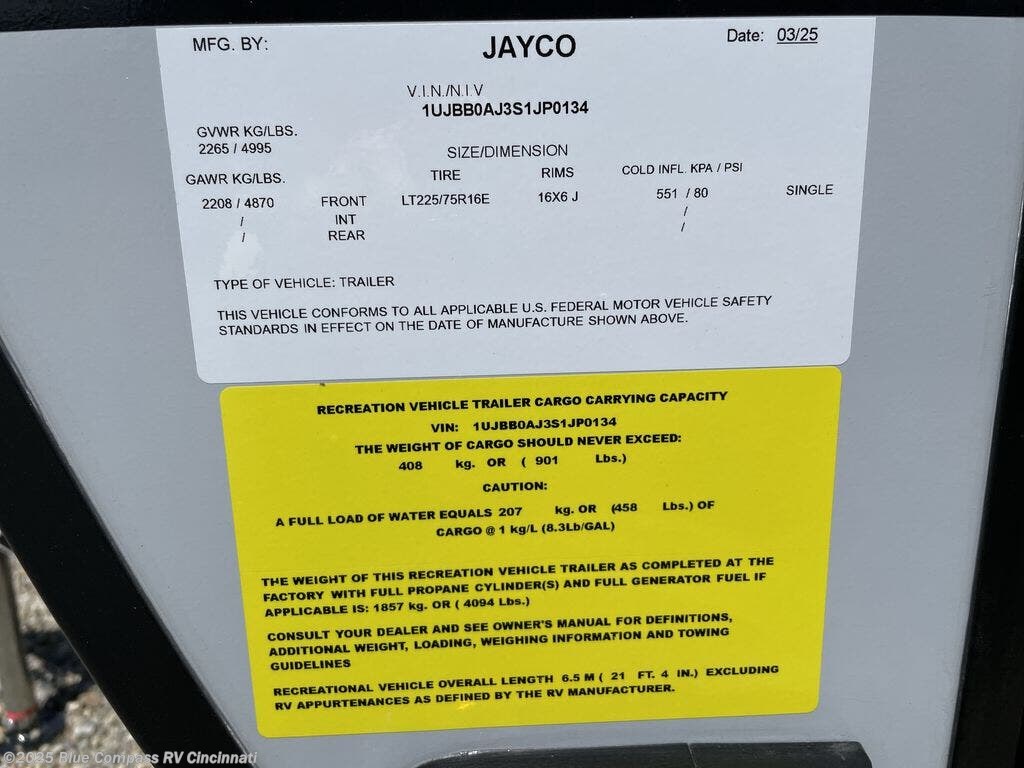 MFG. BY: JAYCO Date: 03/25
V.I.N./N.I.V
1UJBB0AJ3S1JP0134
GVWR KG/LBS.
2265 / 4995
SIZE/DIMENSION
GAWR KG/LBS. TIRE RIMS COLD INFL. KPA / PSI
2208 / 4870 FRONT LT225/75R16E 16X6 J 551 / 80 SINGLE
/ INT /
/ REAR /
TYPE OF VEHICLE: TRAILER
THIS VEHICLE CONFORMS TO ALL APPLICABLE U.S. FEDERAL MOTOR VEHICLE SAFETY
STANDARDS IN EFFECT ON THE DATE OF MANUFACTURE SHOWN ABOVE.
RECREATION VEHICLE TRAILER CARGO CARRYING CAPACITY
VIN: 1UJBB0AJ3S1JP0134
THE WEIGHT OF CARGO SHOULD NEVER EXCEED:
408 kg. OR ( 901 Lbs.)
CAUTION:
A FULL LOAD OF WATER EQUALS 207 kg. OR (458 Lbs.) OF
CARGO @ 1 kg/L (8.3Lb/GAL)
THE WEIGHT OF THIS RECREATION VEHICLE TRAILER AS COMPLETED AT THE
FACTORY WITH FULL PROPANE CYLINDER(S) AND FULL GENERATOR FUEL IF
APPLICABLE IS: 1857 kg. OR ( 4094 Lbs.)
CONSULT YOUR DEALER AND SEE OWNER'S MANUAL FOR DEFINITIONS,
ADDITIONAL WEIGHT, LOADING, WEIGHING INFORMATION AND TOWING
GUIDELINES
RECREATIONAL VEHICLE OVERALL LENGTH 6.5 M ( 21 FT. 4 IN.) EXCLUDING
RV APPURTENANCES AS DEFINED BY THE RV MANUFACTURER.
Blue Compass RV Cincinnati